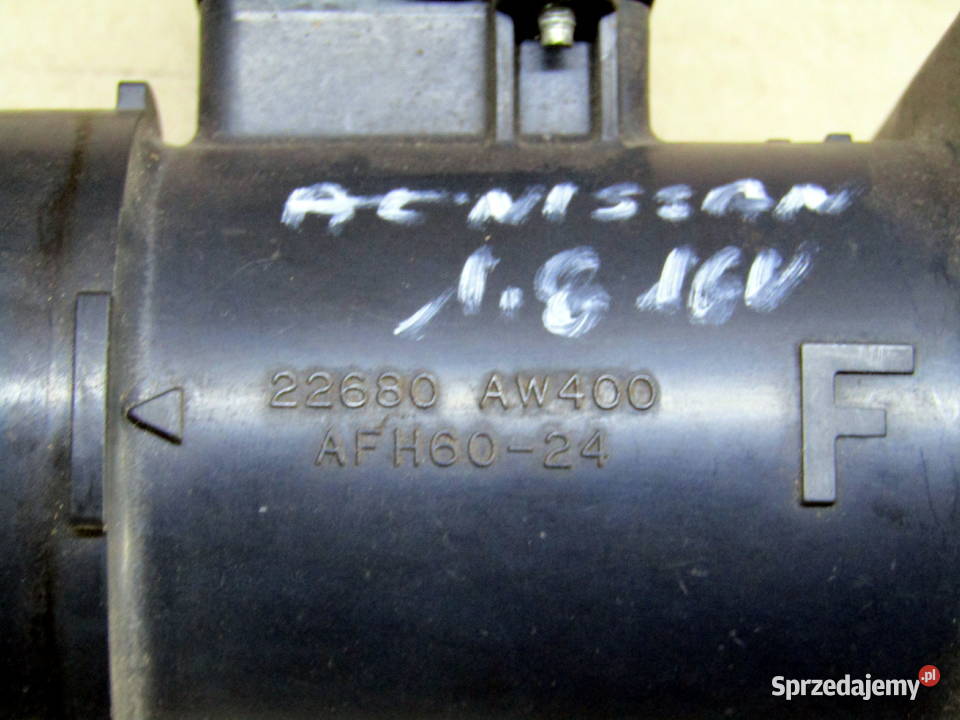 AC-NISSAN
1.8 16V
22680 AW400
AFH60-24
F
Sprzedajemy.pl